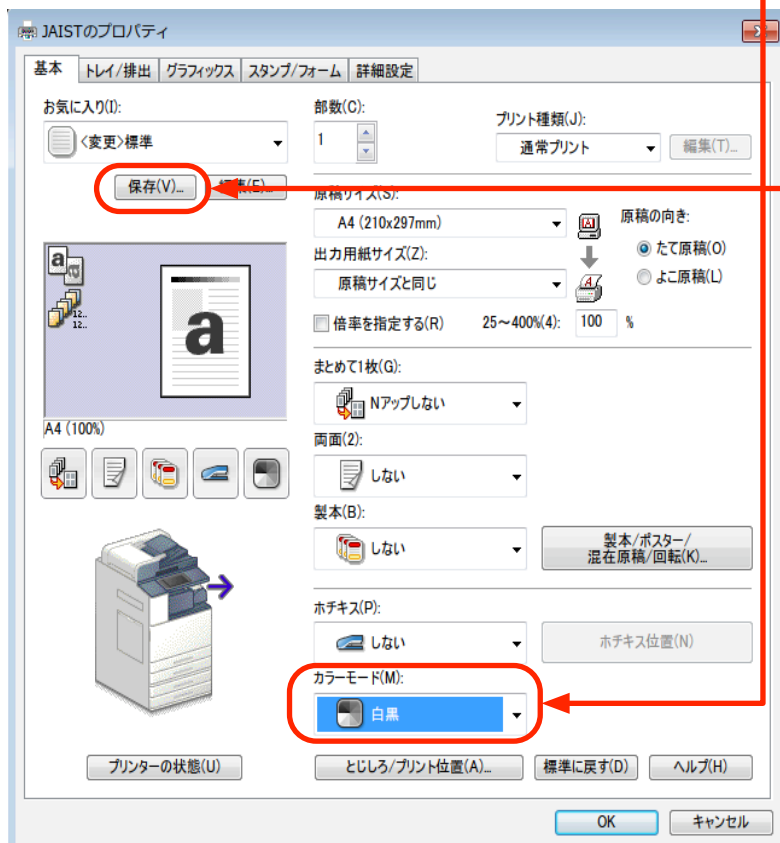 JAISTのプロパティ
基本 トレイ/排出 グラフィックス スタンプ/フォーム 詳細設定
お気に入り(I):
<変更>標準
保存(V)... 編集(E)...
a
12..
12..
a
A4 (100%)
プリンターの状態(U)
部数(C):
1
プリント種類(J):
通常プリント
編集(T)...
原稿サイズ(S):
A4 (210x297mm)
原稿の向き:
たて原稿(O)
よこ原稿(L)
出力用紙サイズ(Z):
原稿サイズと同じ
倍率を指定する(R) 25～400%(4): 100 %
まとめて1枚(G):
Nアップしない
両面(2):
しない
製本(B):
しない
製本/ポスター/
混在原稿/回転(K)...
ホチキス(P):
しない
ホチキス位置(N)
カラーモード(M):
白黒
とじしろ/プリント位置(A)... 標準に戻す(D) ヘルプ(H)
OK キャンセル